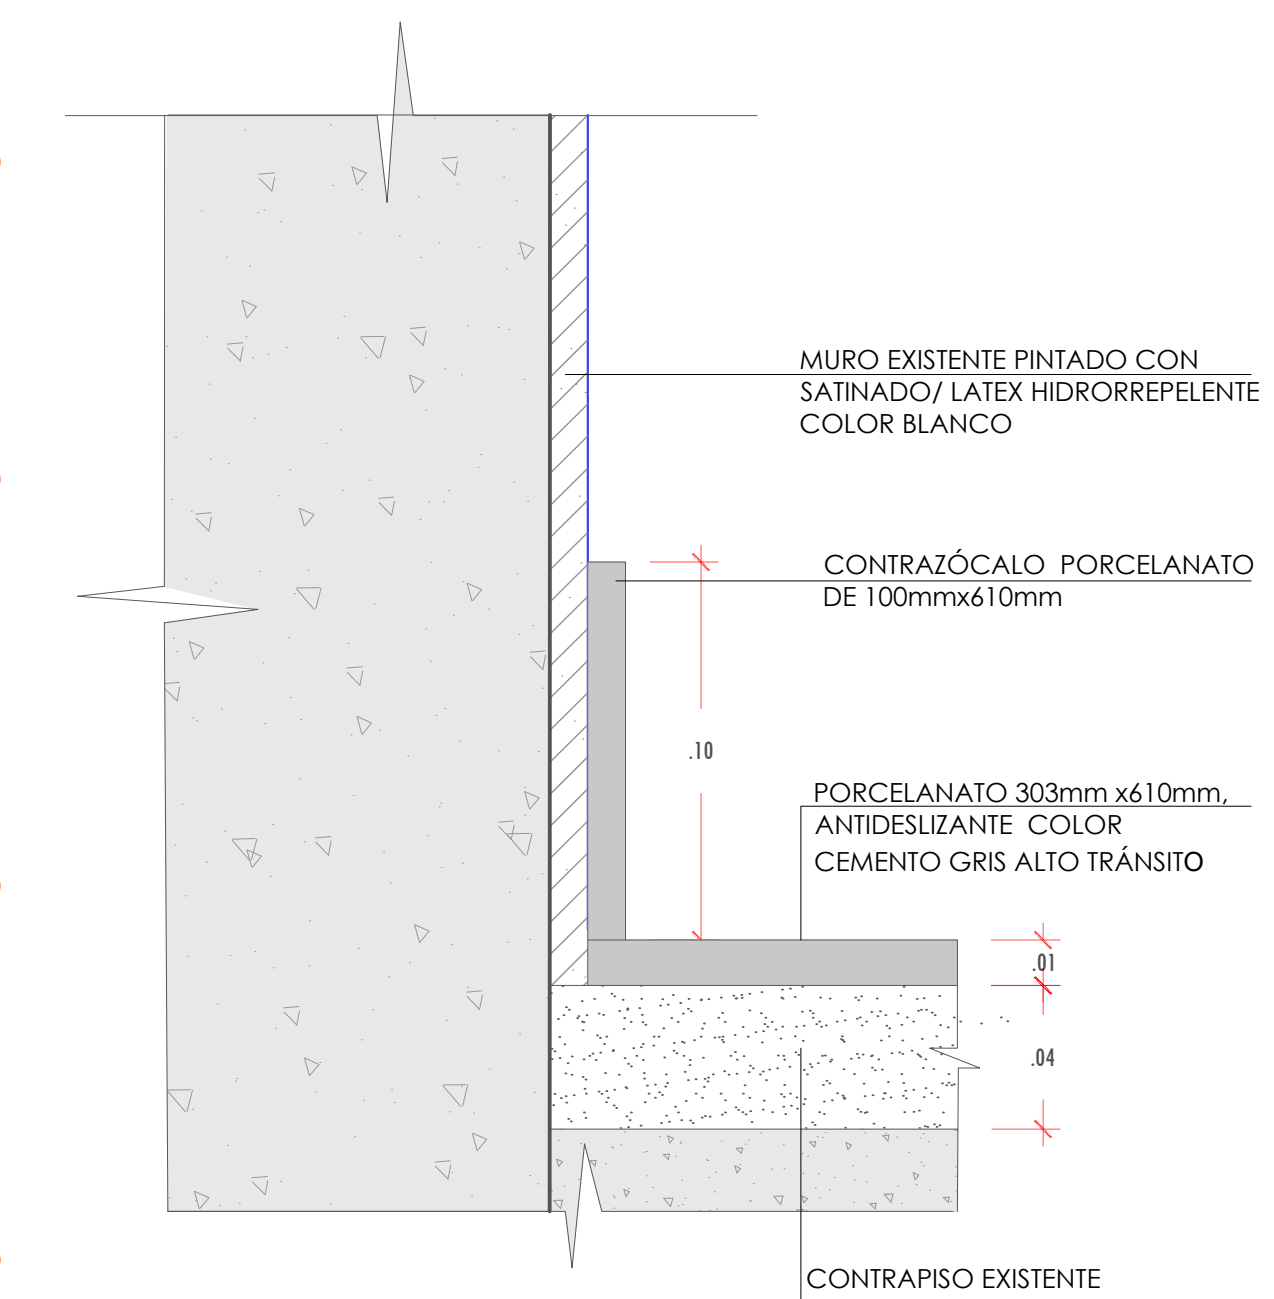 MURO EXISTENTE PINTADO CON
SATINADO/ LATEX HIDRORREPELENTE
COLOR BLANCO
CONTRAZÓCALO PORCELANATO
DE 100mmx610mm
.10
PORCELANATO 303mm x610mm,
ANTIDESLIZANTE COLOR
CEMENTO GRIS ALTO TRÁNSITO
.01
.04
CONTRAPISO EXISTENTE